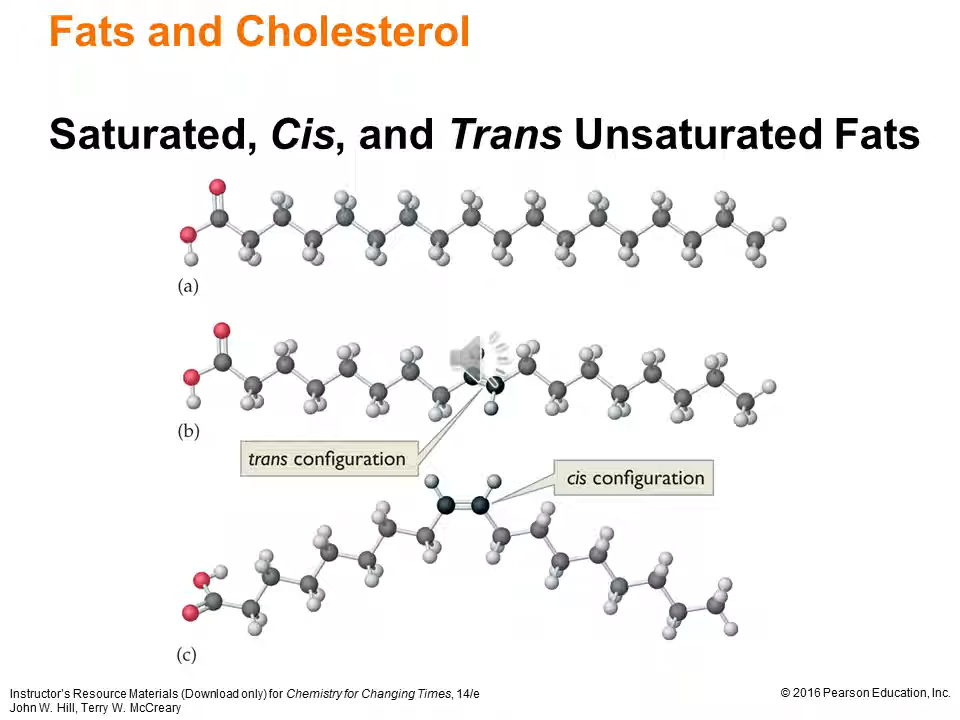 Fats and Cholesterol
Saturated, Cis, and Trans Unsaturated Fats
(a)
(b)
trans configuration
cis configuration
(c)
Instructor's Resource Materials (Download only) for Chemistry for Changing Times, 14/e
John W. Hill, Terry W. McCreary
© 2016 Pearson Education, Inc.